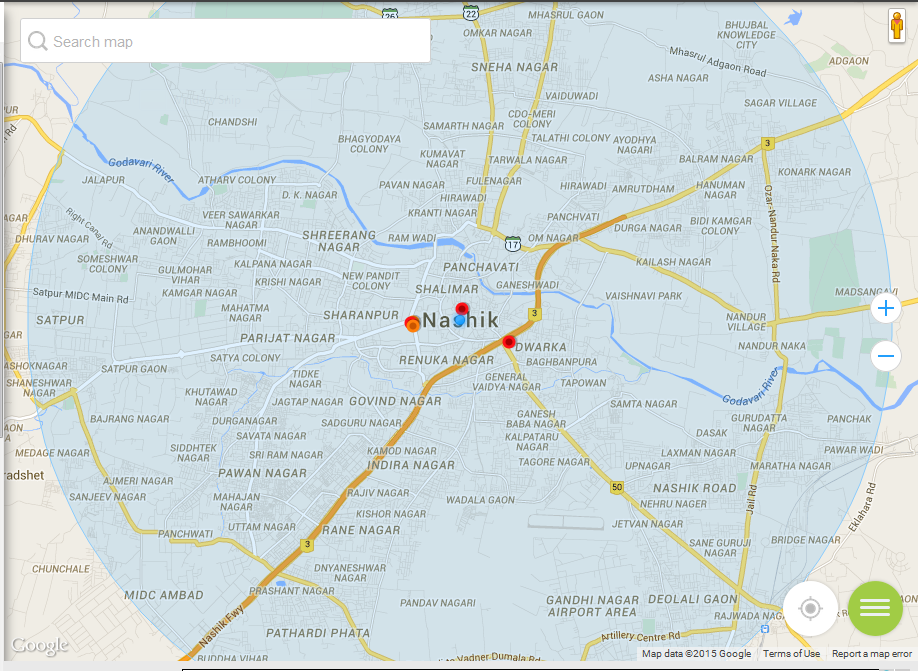 26
22
MHASRUL GAON
BHUJBAL
KNOWLEDGE
CITY
OMKAR NAGAR
Search map
Mhasrul Adgaon Road
ADGAON
SNEHA NAGAR
ASHA NAGAR
VAIDUWADI
SAGAR VILLAGE
CHANDSHI
CDO-MERI
COLONY
SAMARTH NAGAR
BHAGYODAYA
COLONY
TALATHI COLONY
AYODHYA
NAGARI
3
KUMAVAT
NAGAR
TARWALA NAGAR
BALRAM NAGAR
Godavari River
KONARK NAGAR
JALAPUR
ATHARV COLONY
PAVAN NAGAR
FULENAGAR
HIRAWADI
AMRUTDHAM
HANUMAN
NAGAR
D. K. NAGAR
HIRAWADI
Right Canal Rd
VEER SAWARKAR
NAGAR
KRANTI NAGAR
PANCHVATI
BIDI KAMGAR
COLONY
Ozar-Nandur Naka Rd
DHURAV NAGAR
ANANDWALLI
GAON
RAMBHOOMI
SHREERANG
NAGAR
RAM WADI
17
OM NAGAR
DURGA NAGAR
SOMESHWAR
COLONY
GULMOHAR
VIHAR
KALPANA NAGAR
PANCHAVATI
KAILASH NAGAR
KRISHI NAGAR
NEW PANDIT
COLONY
SHALIMAR
GANESHWADI
Satpur MIDC Main Rd
KAMGAR NAGAR
VAISHNAVI PARK
MADSANGAVI
SATPUR
MAHATMA
NAGAR
SHARANPUR
Nashik
3
NANDUR
VILLAGE
PARIJAT NAGAR
DWARKA
NANDUR NAKA
SATYA COLONY
RENUKA NAGAR
BAGHBANPURA
ASHOKNAGAR
SATPUR GAON
TIDKE
NAGAR
GENERAL
VAIDYA NAGAR
TAPOWAN
SHANESHWAR
NAGAR
KHUTAWAD
NAGAR
JAGTAP NAGAR
GOVIND NAGAR
Godavari River
SAMTA NAGAR
BAJRANG NAGAR
DURGANAGAR
SADGURU NAGAR
GANESH
BABA NAGAR
GURUDATTA
NAGAR
PANCHAK
SAVATA NAGAR
KALPATARU
NAGAR
DASAK
MEDAGE NAGAR
SIDDHTEK
NAGAR
SRI RAM NAGAR
KAMOD NAGAR
LAXMAN NAGAR
PAWAR WADI
INDIRA NAGAR
TAGORE NAGAR
UPNAGAR
MARATHA NAGAR
PAWAN NAGAR
AJMERI NAGAR
SANJEEV NAGAR
MAHAJAN
NAGAR
RAJIV NAGAR
WADALA GAON
50
NASHIK ROAD
NEHRU NAGER
Jail Rd
Eklahara Rd
KISHOR NAGAR
UTTAM NAGAR
RANE NAGAR
JETVAN NAGAR
PANCHWATI
3
SANE GURUJI
NAGAR
BRIDGE NAGAR
CHUNCHALE
DNYANESHWAR
NAGAR
MIDC AMBAD
PRASHANT NAGAR
PANDAV NAGARI
GANDHI NAGAR
AIRPORT AREA
DEOLALI GAON
RAJWADA NAGAR
Nashik Fwy
PATHARDI PHATA
Artillery Centre Rd
Google
BUDDHA VIHAR
Vadner Dumala Rd
Map data ©2015 Google
Terms of Use
Report a map error